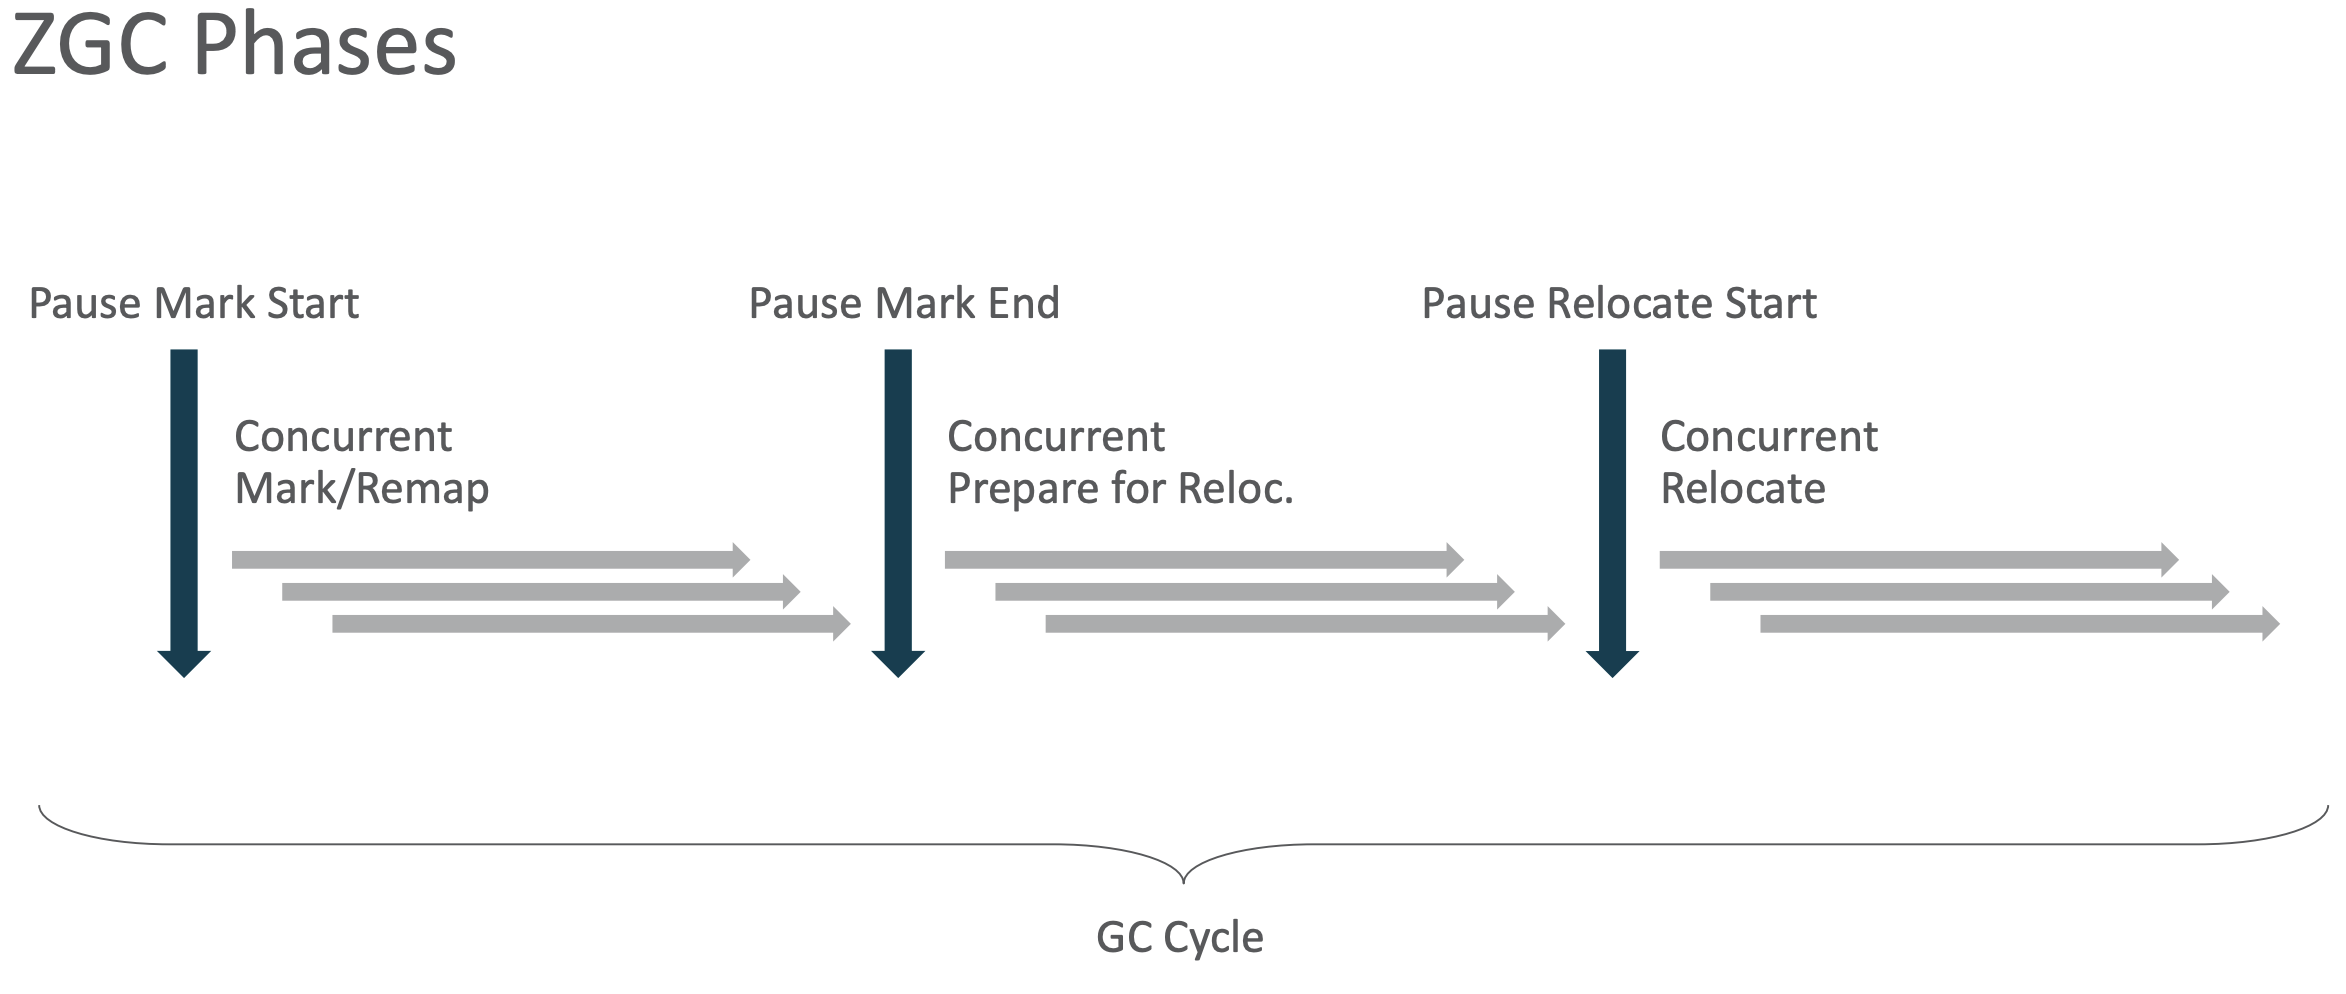 ZGC Phases
Pause Mark Start
Pause Mark End
Pause Relocate Start
Concurrent
Mark/Remap
Concurrent
Prepare for Reloc.
Concurrent
Relocate
GC Cycle